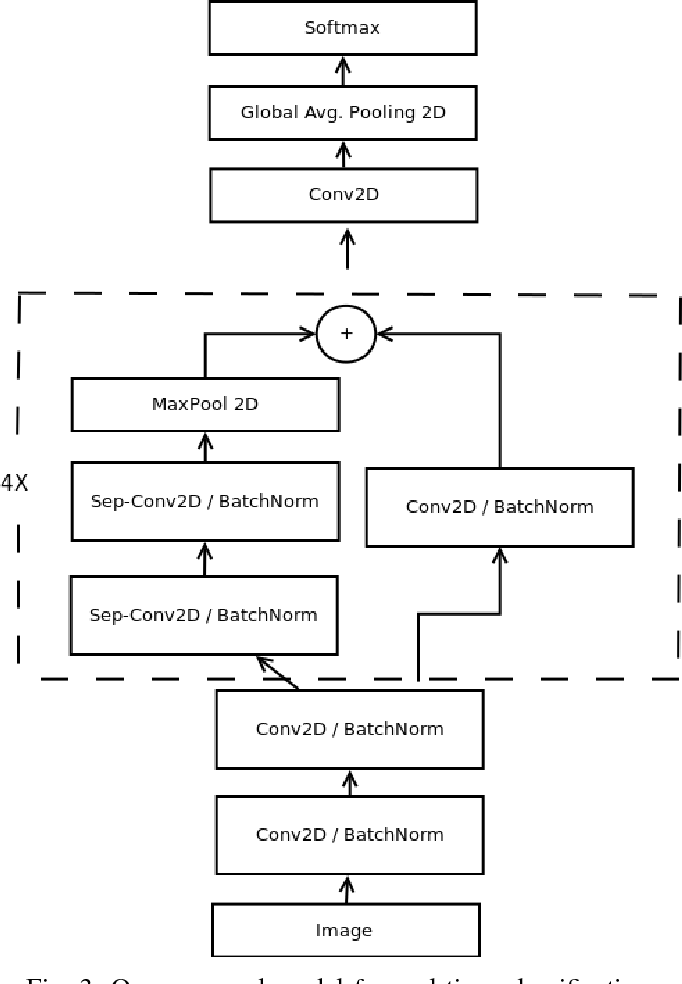 Softmax
Global Avg. Pooling 2D
Conv2D
+
MaxPool 2D
4X
Sep-Conv2D / BatchNorm
Conv2D / BatchNorm
Sep-Conv2D / BatchNorm
Conv2D / BatchNorm
Conv2D / BatchNorm
Image